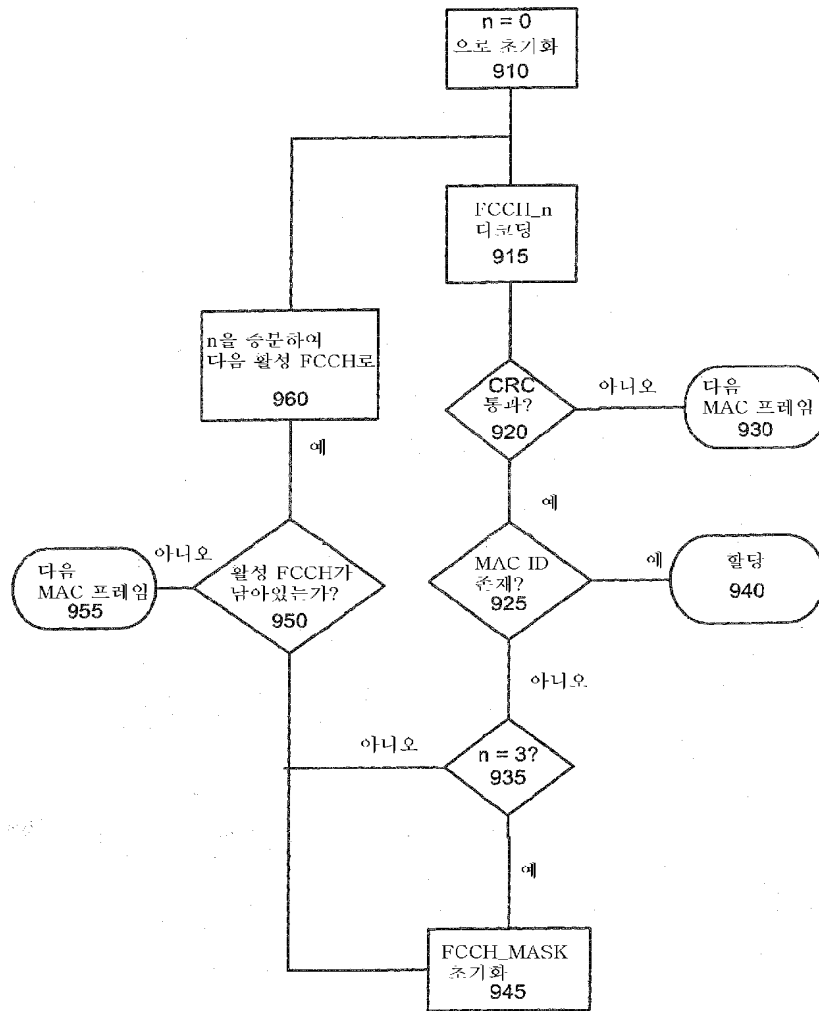 n = 0
으로 초기화
910
FCCH_n
디코딩
915
n을 증분하여
다음 활성 FCCH로
960
CRC
통과?
920
아니오
다음
MAC 프레임
930
예
예
다음
MAC 프레임
955
아니오
활성 FCCH가
남아있는가?
950
MAC ID
존재?
925
예
할당
940
아니오
아니오
n = 3?
935
예
FCCH_MASK
초기화
945